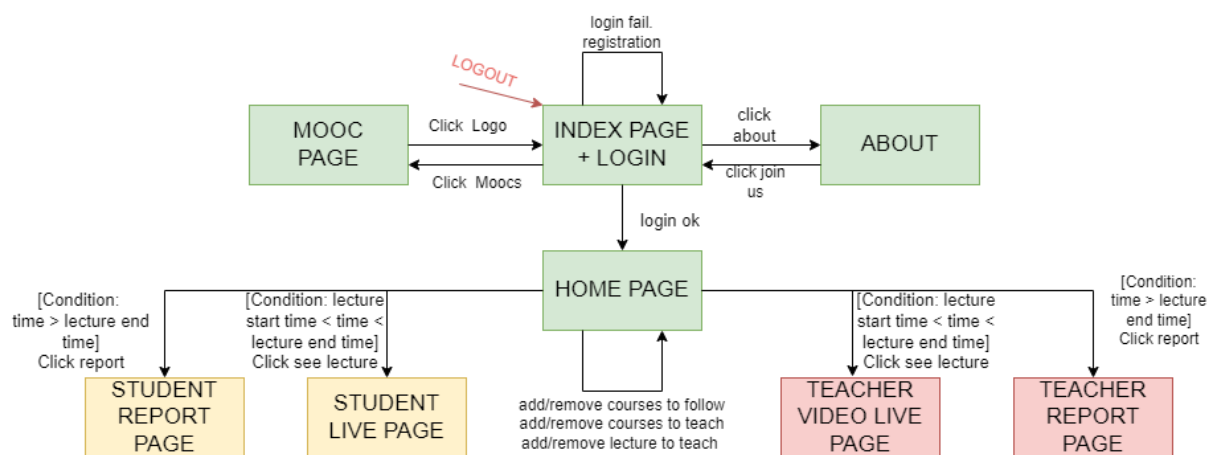 login fail.
registration
LOGOUT
MOOC
PAGE
Click Logo
Click Moocs
INDEX PAGE
+ LOGIN
click
about
click join
us
ABOUT
login ok
HOME PAGE
[Condition:
time > lecture end
time]
Click report
[Condition: lecture
start time < time <
lecture end time]
Click see lecture
[Condition: lecture
start time < time <
lecture end time]
Click see lecture
[Condition:
time > lecture
end time]
Click report
STUDENT
REPORT
PAGE
STUDENT
LIVE PAGE
add/remove courses to follow
add/remove courses to teach
add/remove lecture to teach
TEACHER
VIDEO LIVE
PAGE
TEACHER
REPORT
PAGE